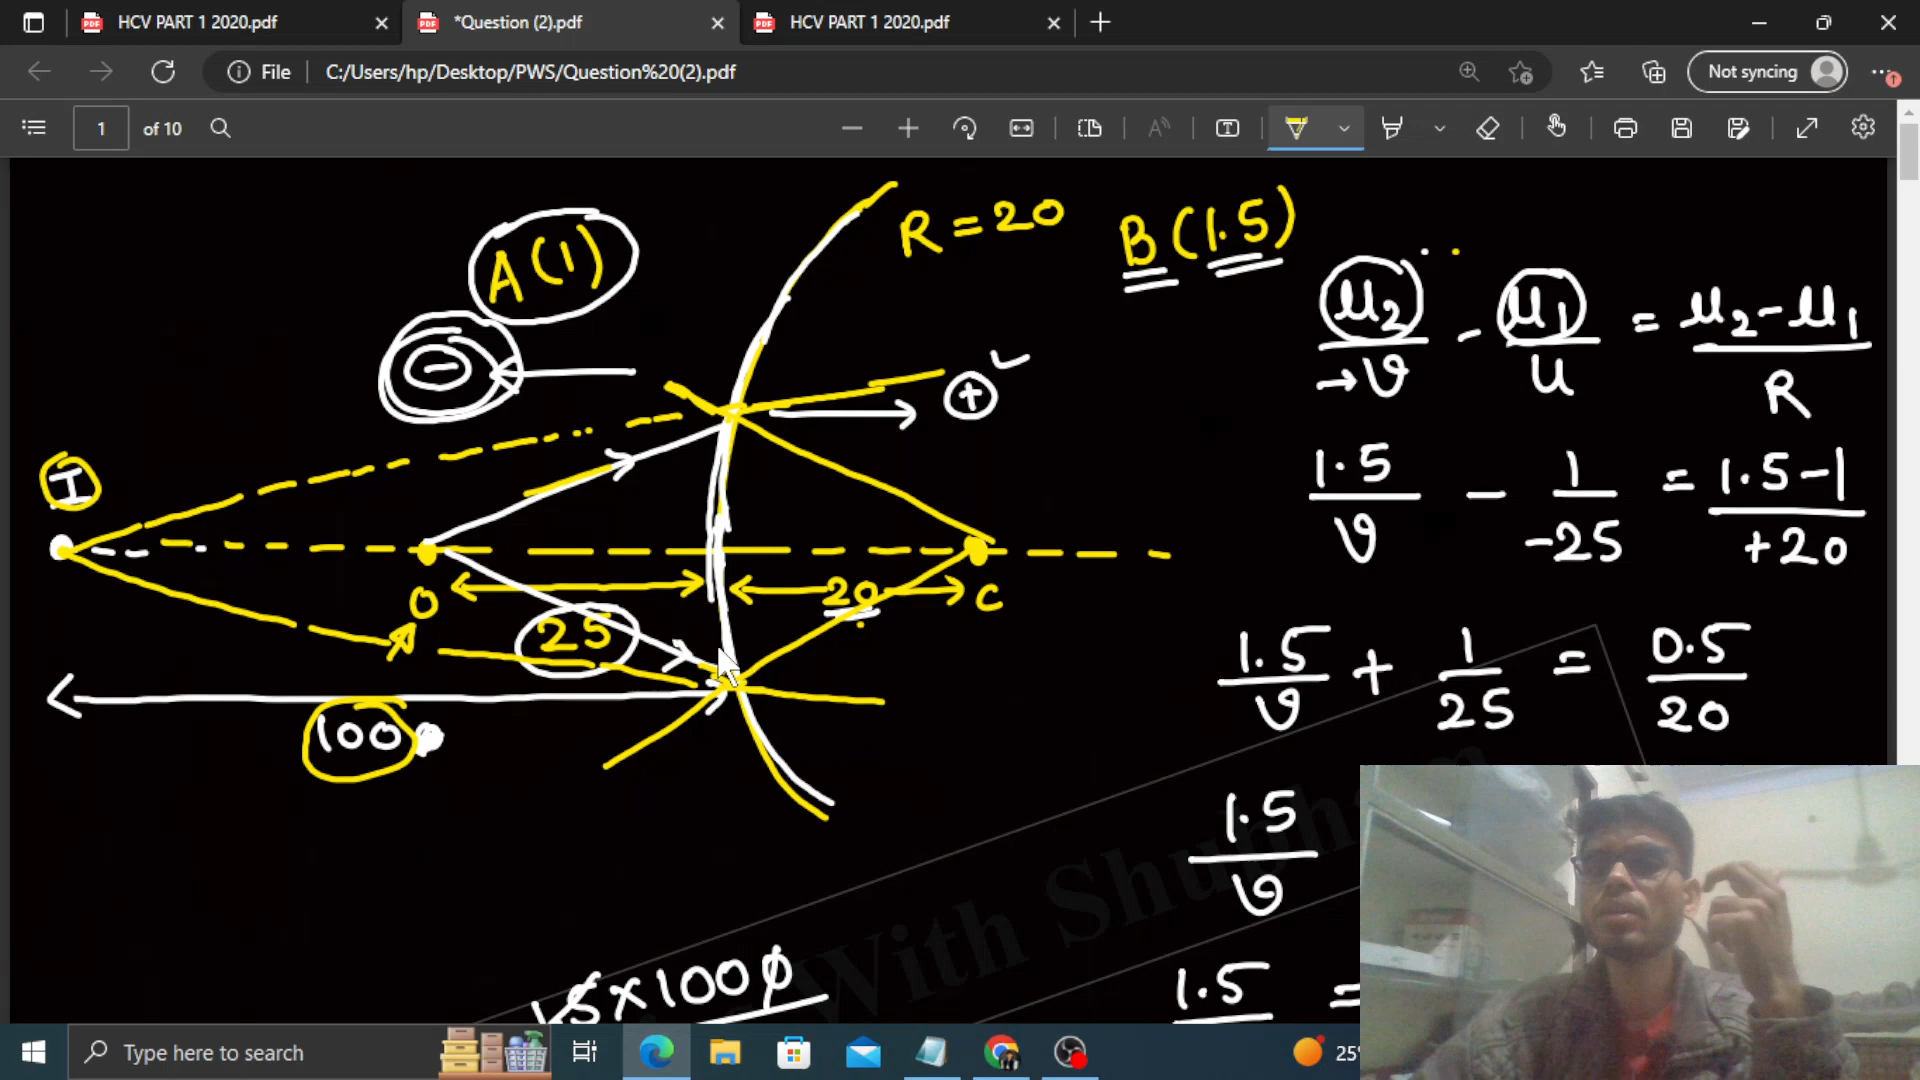 HCV PART 1 2020.pdf
*Question (2).pdf
HCV PART 1 2020.pdf
File
C:/Users/hp/Desktop/PWS/Question%20(2).pdf
Not syncing
1 of 10
A(1)
R = 20
B (1.5)
μ2/v - μ1/u = μ2-μ1/R
1.5/v - 1/-25 = 1.5-1/+20
1.5/v + 1/25 = 0.5/20
1.5/v
1.5 =
I
O
C
25
20
100
- 
+
With Shubham
1.5 x 1000
Type here to search
25°